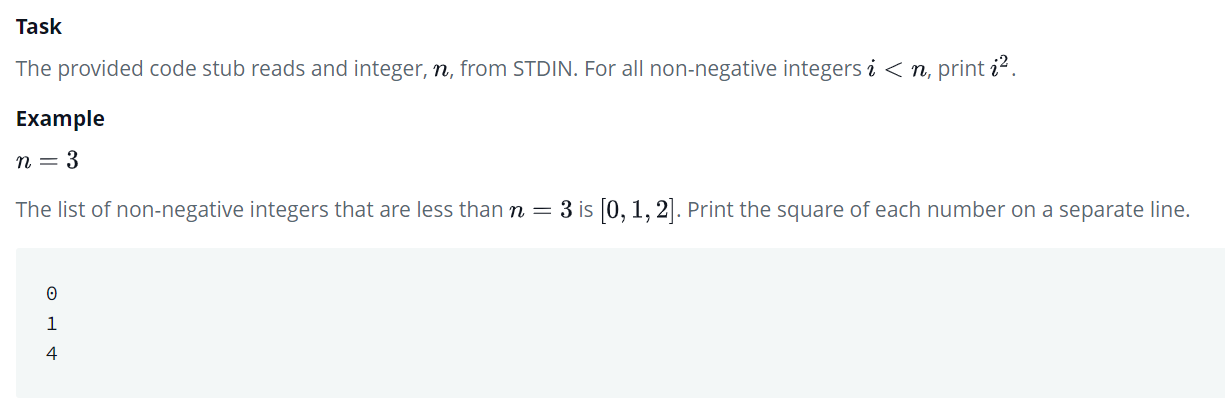 Task
The provided code stub reads and integer, n, from STDIN. For all non-negative integers i < n, print i².
Example
n = 3
The list of non-negative integers that are less than n = 3 is [0, 1, 2]. Print the square of each number on a separate line.
0
1
4